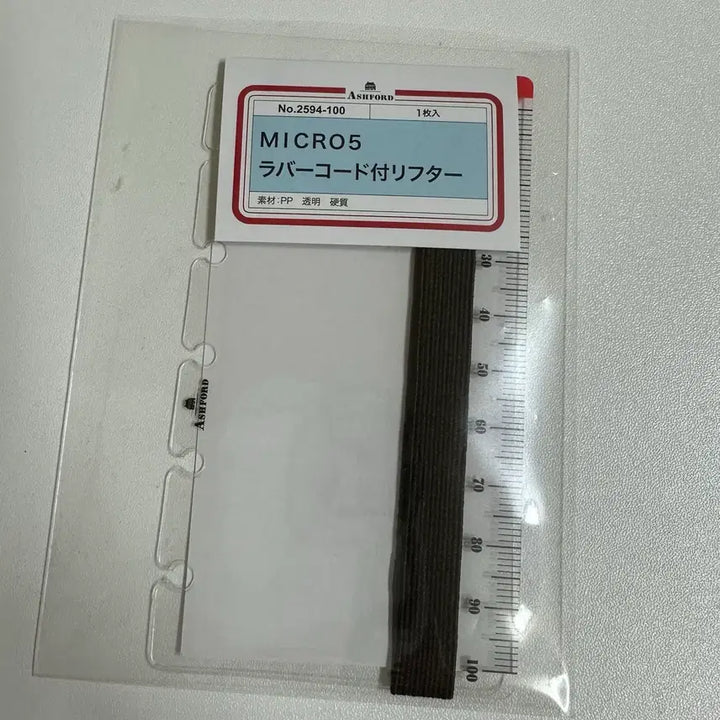 ASHFORD
No.2594-100 1枚入
MICRO5
ラバーコード付リフター
素材:PP 透明 硬質
30
40
50
60
70
80
90
100
ASHFORD